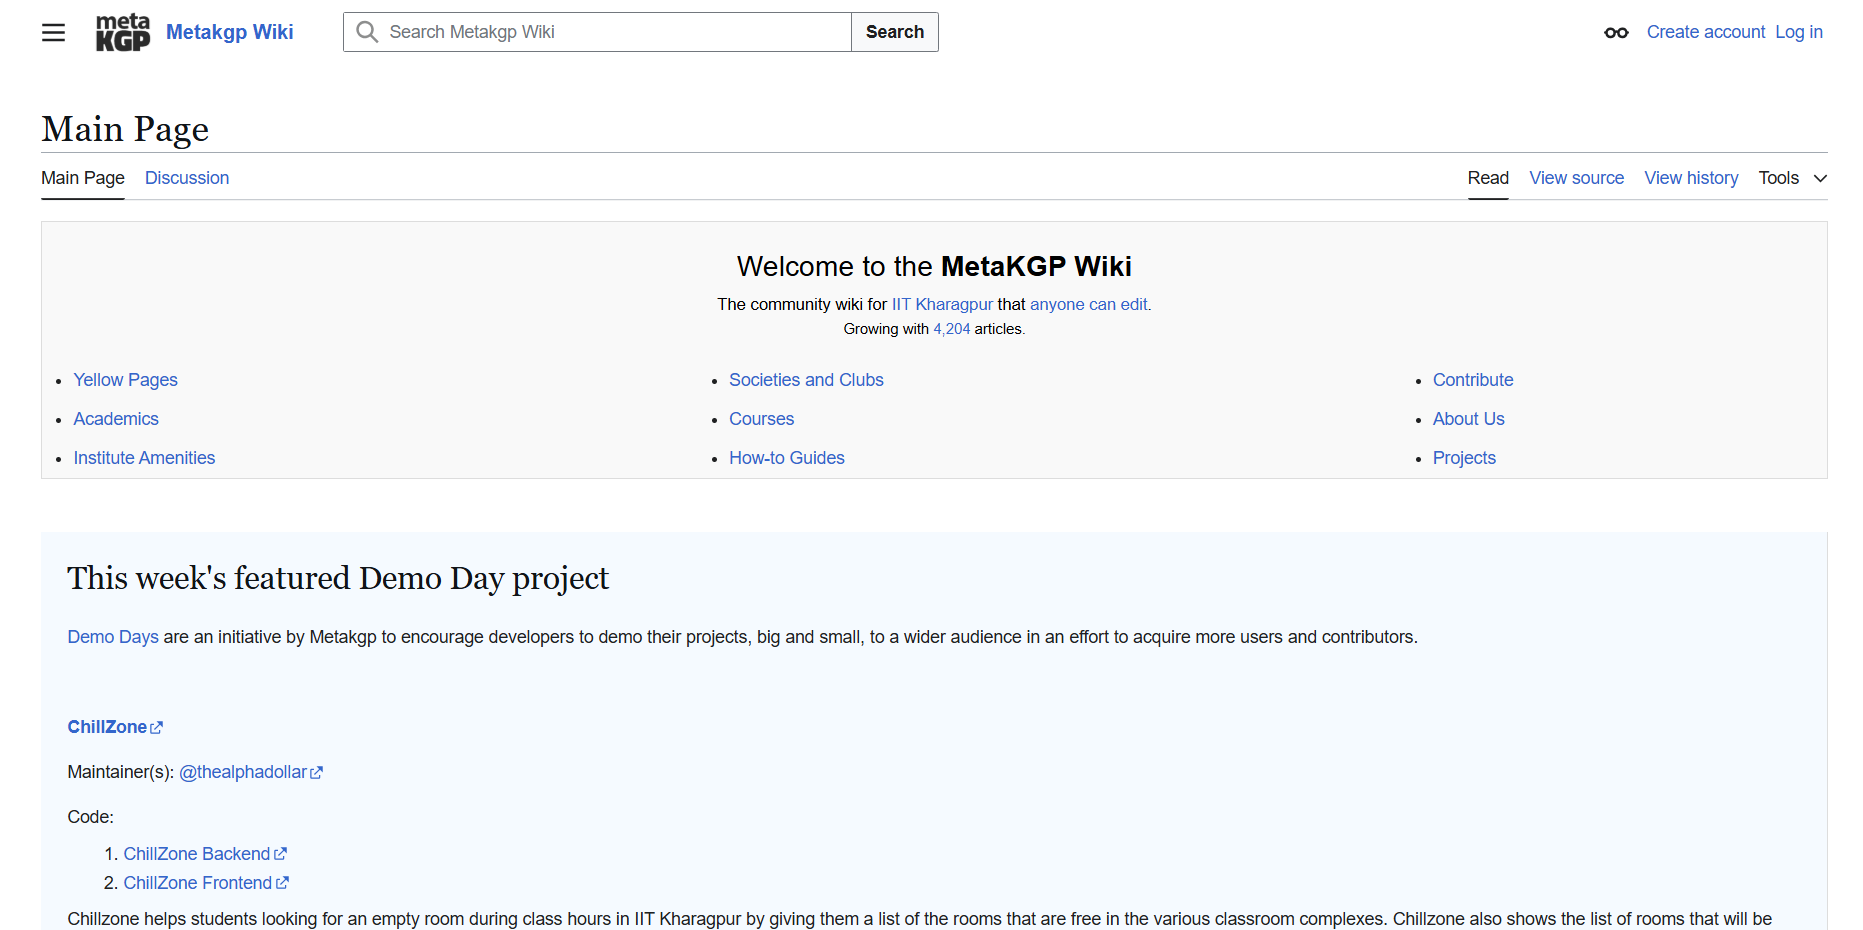 meta
KGP
Metakgp Wiki
Search Metakgp Wiki
Search
Create account Log in
Main Page
Main Page Discussion
Read View source View history Tools
Welcome to the MetaKGP Wiki
The community wiki for IIT Kharagpur that anyone can edit.
Growing with 4,204 articles.
• Yellow Pages
• Academics
• Institute Amenities
• Societies and Clubs
• Courses
• How-to Guides
• Contribute
• About Us
• Projects
This week's featured Demo Day project
Demo Days are an initiative by Metakgp to encourage developers to demo their projects, big and small, to a wider audience in an effort to acquire more users and contributors.
ChillZone
Maintainer(s): @thealphadollar
Code:
1. ChillZone Backend
2. ChillZone Frontend
Chillzone helps students looking for an empty room during class hours in IIT Kharagpur by giving them a list of the rooms that are free in the various classroom complexes. Chillzone also shows the list of rooms that will be